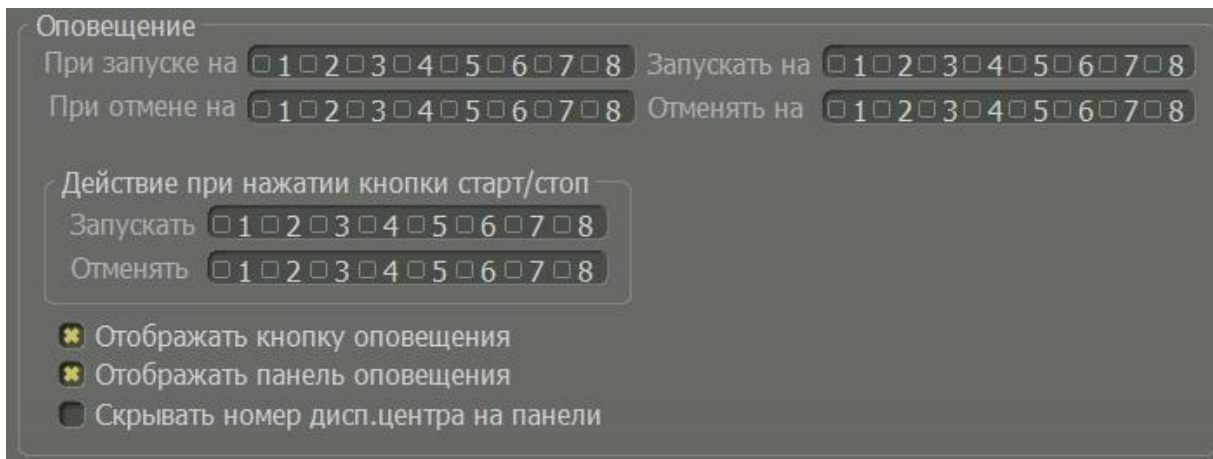 Оповещение
При запуске на 1 2 3 4 5 6 7 8 Запускать на 1 2 3 4 5 6 7 8
При отмене на 1 2 3 4 5 6 7 8 Отменять на 1 2 3 4 5 6 7 8
Действие при нажатии кнопки старт/стоп
Запускать 1 2 3 4 5 6 7 8
Отменять 1 2 3 4 5 6 7 8
Отображать кнопку оповещения
Отображать панель оповещения
Скрывать номер дисп.центра на панели